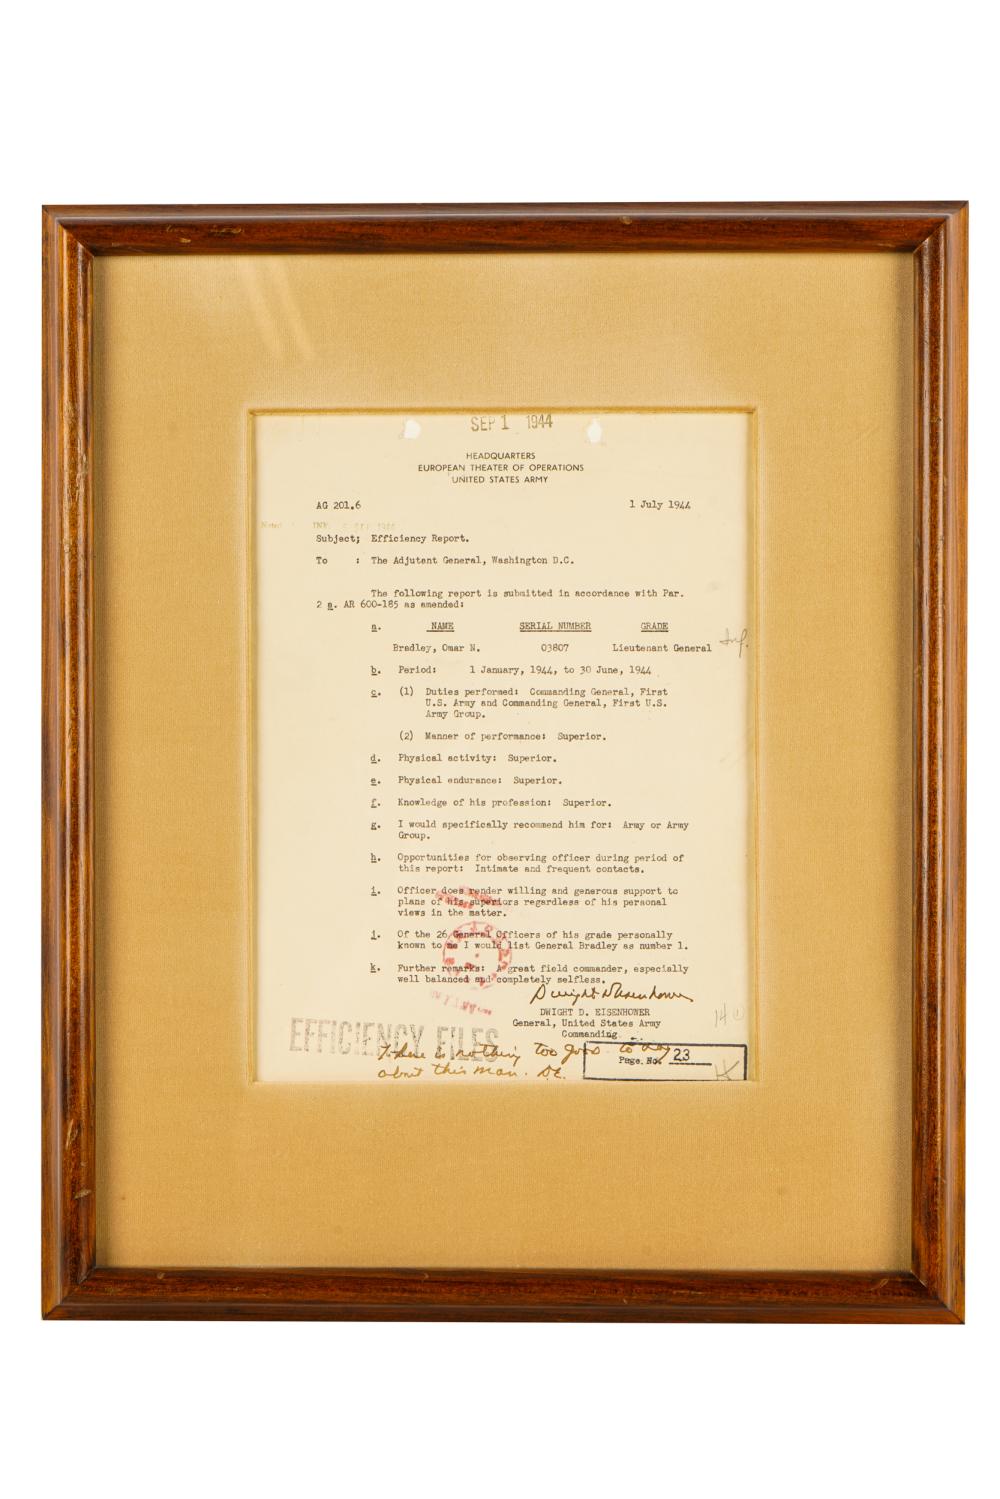 SEP 1 1944
HEADQUARTERS
EUROPEAN THEATER OF OPERATIONS
UNITED STATES ARMY
AG 201.6 1 July 1944
Noted INF. SEP 1944
Subject; Efficiency Report.
To : The Adjutant General, Washington D.C.
The following report is submitted in accordance with Par.
2 a. AR 600-185 as amended:
a. NAME SERIAL NUMBER GRADE
Bradley, Omar N. 03807 Lieutenant General Inf.
b. Period: 1 January, 1944, to 30 June, 1944
c. (1) Duties performed: Commanding General, First
U.S. Army and Commanding General, First U.S.
Army Group.
(2) Manner of performance: Superior.
d. Physical activity: Superior.
e. Physical endurance: Superior.
f. Knowledge of his profession: Superior.
g. I would specifically recommend him for: Army or Army
Group.
h. Opportunities for observing officer during period of
this report: Intimate and frequent contacts.
i. Officer does render willing and generous support to
plans of his superiors regardless of his personal
views in the matter.
j. Of the 26 General Officers of his grade personally
known to me I would list General Bradley as number 1.
k. Further remarks: A great field commander, especially
well balanced and completely selfless.
Dwight D Eisenhower
DWIGHT D. EISENHOWER
General, United States Army
Commanding.
14
EFFICIENCY FILES
There is nothing too good to say
about this man. DE.
Page. No. 23